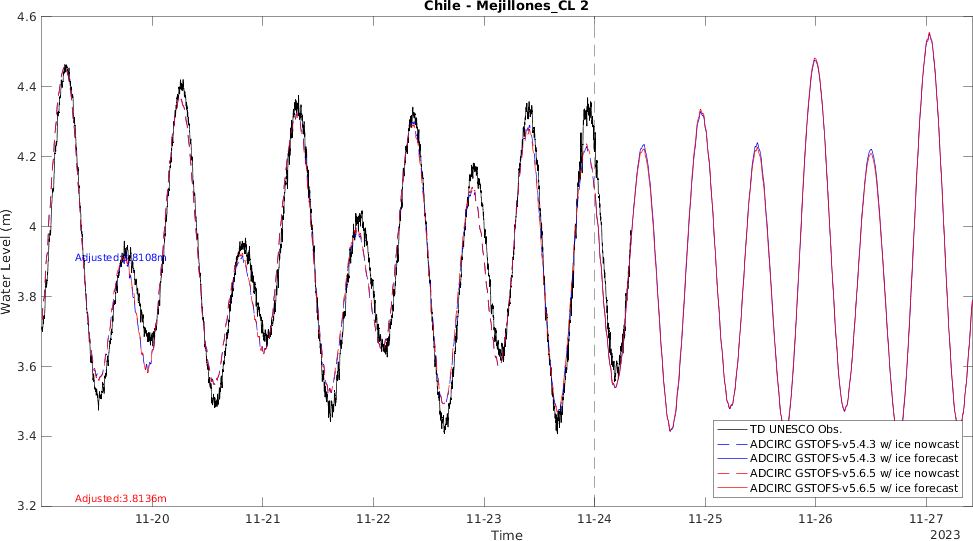 Chile - Mejillones_CL 2
4.6
4.4
4.2
4
3.8
3.6
3.4
3.2
Water Level (m)
Adjusted:3.8108m
Adjusted:3.8136m
TD UNESCO Obs.
ADCIRC GSTOFS-v5.4.3 w/ ice nowcast
ADCIRC GSTOFS-v5.4.3 w/ ice forecast
ADCIRC GSTOFS-v5.6.5 w/ ice nowcast
ADCIRC GSTOFS-v5.6.5 w/ ice forecast
11-20 11-21 11-22 11-23 11-24 11-25 11-26 11-27
Time
2023